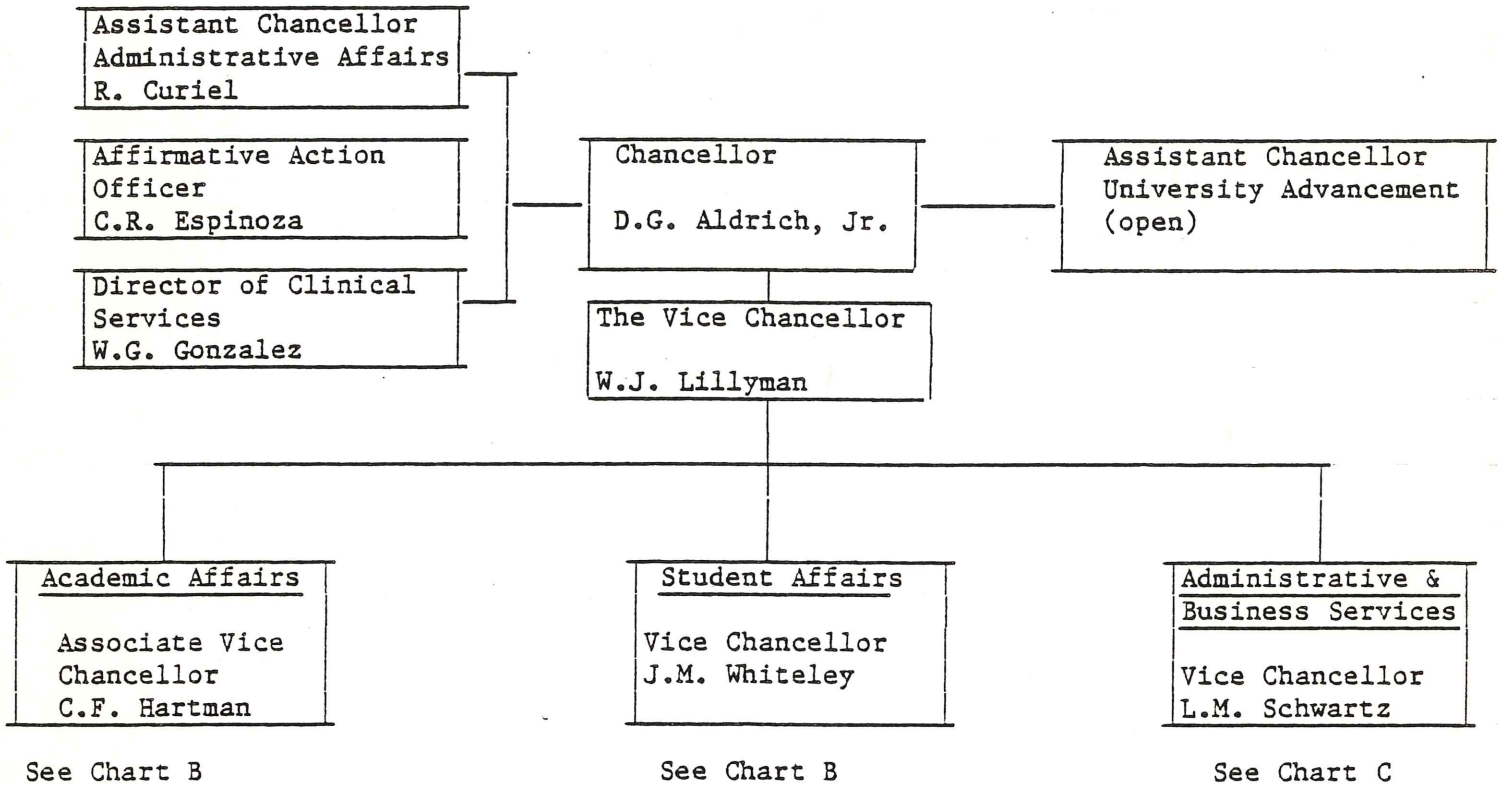 Assistant Chancellor
Administrative Affairs
R. Curiel
Affirmative Action
Officer
C.R. Espinoza
Director of Clinical
Services
W.G. Gonzalez
Chancellor
D.G. Aldrich, Jr.
Assistant Chancellor
University Advancement
(open)
The Vice Chancellor
W.J. Lillyman
Academic Affairs
Associate Vice
Chancellor
C.F. Hartman
See Chart B
Student Affairs
Vice Chancellor
J.M. Whiteley
See Chart B
Administrative &
Business Services
Vice Chancellor
L.M. Schwartz
See Chart C